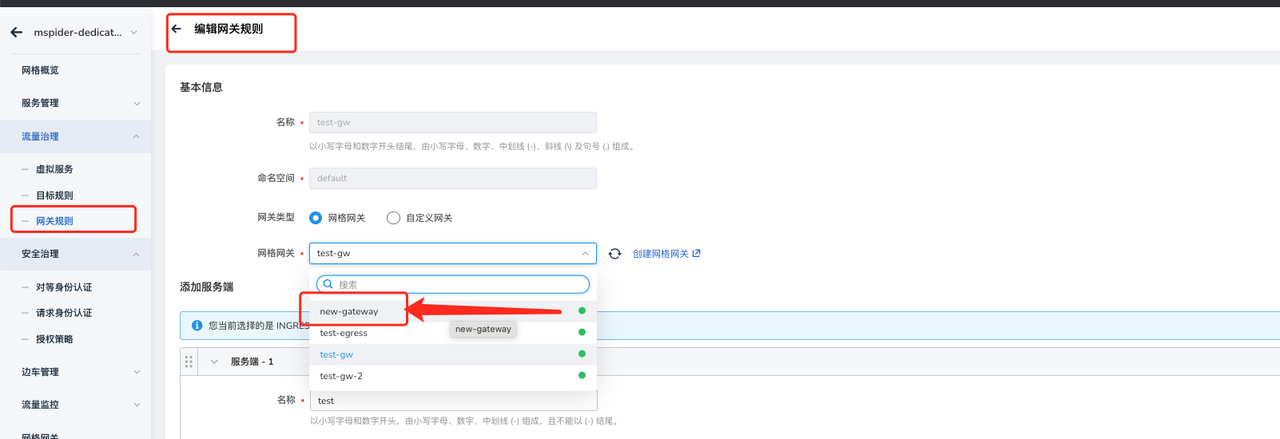 mspider-dedicat...
编辑网关规则
网格概览
服务管理
流量治理
虚拟服务
目标规则
网关规则
安全治理
对等身份认证
请求身份认证
授权策略
边车管理
流量监控
网格网关
基本信息
名称 • test-gw
以小写字母和数字开头结尾，由小写字母、数字、中划线 (-)、斜线 (\) 及句号 (.) 组成。
命名空间 • default
网关类型 网格网关 自定义网关
网格网关 • test-gw 创建网格网关
搜索
添加服务端
new-gateway
您当前选择的是 INGRES
test-egress
new-gateway
test-gw
服务端 - 1
test-gw-2
名称 • test
以小写字母和数字开头，由小写字母、数字、中划线 (-) 组成，且不能以 (-) 结尾。